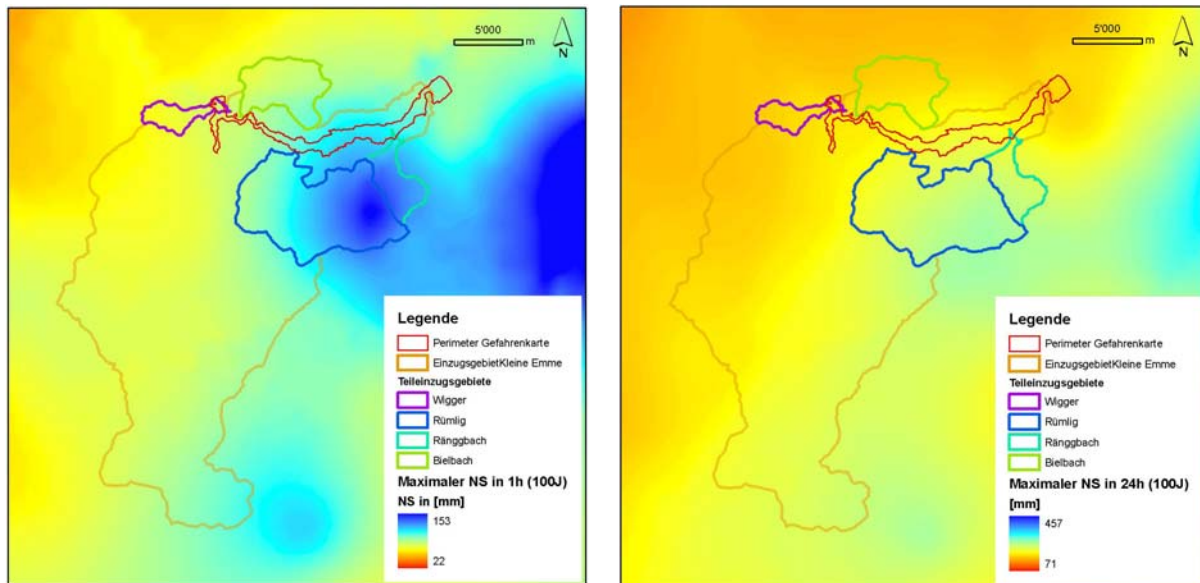 5'000
m
N
Legende
Perimeter Gefahrenkarte
EinzugsgebietKleine Emme
Teileinzugsgebiete
Wigger
Rümlig
Ränggbach
Bielbach
Maximaler NS in 1h (100J)
NS in [mm]
153
22
5'000
m
N
Legende
Perimeter Gefahrenkarte
EinzugsgebietKleine Emme
Teileinzugsgebiete
Wigger
Rümlig
Ränggbach
Bielbach
Maximaler NS in 24h (100J)
[mm]
457
71